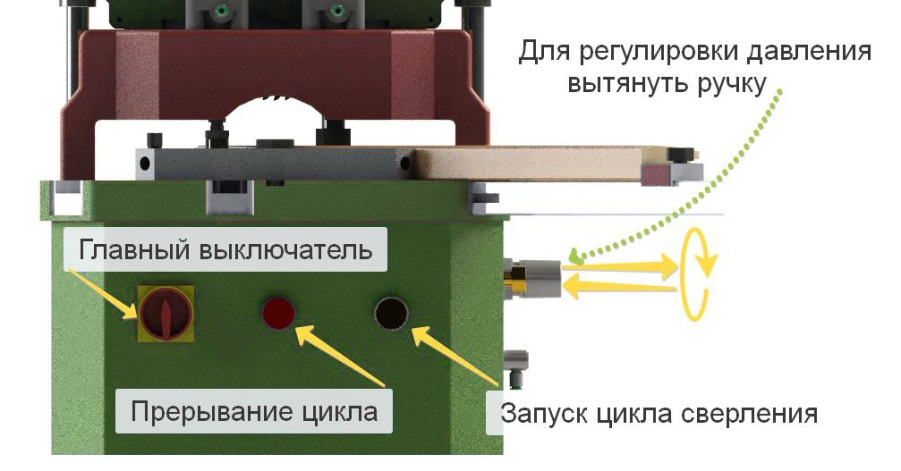 Для регулировки давления
вытянуть ручку
Главный выключатель
Прерывание цикла
Запуск цикла сверления